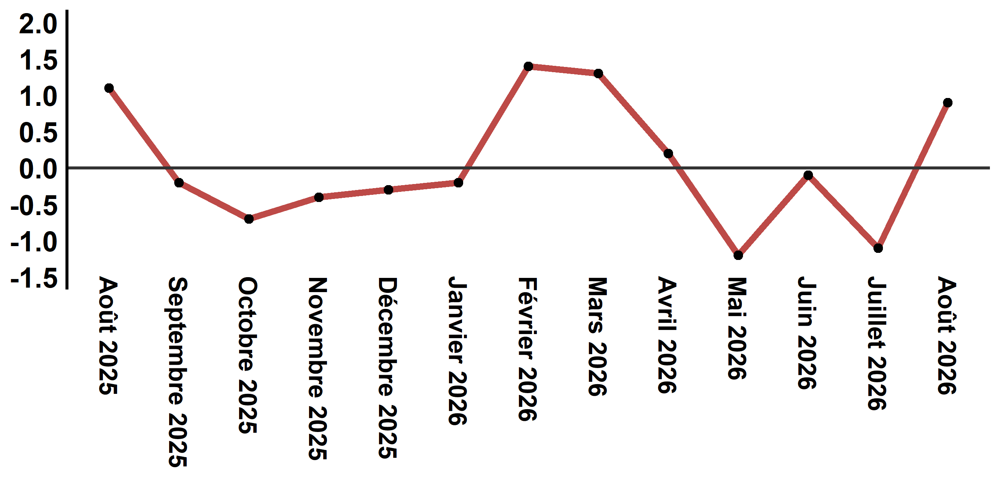 2.0
1.5
1.0
0.5
0.0
-0.5
-1.0
-1.5
Août 2025
Septembre 2025
Octobre 2025
Novembre 2025
Décembre 2025
Janvier 2026
Février 2026
Mars 2026
Avril 2026
Mai 2026
Juin 2026
Juillet 2026
Août 2026